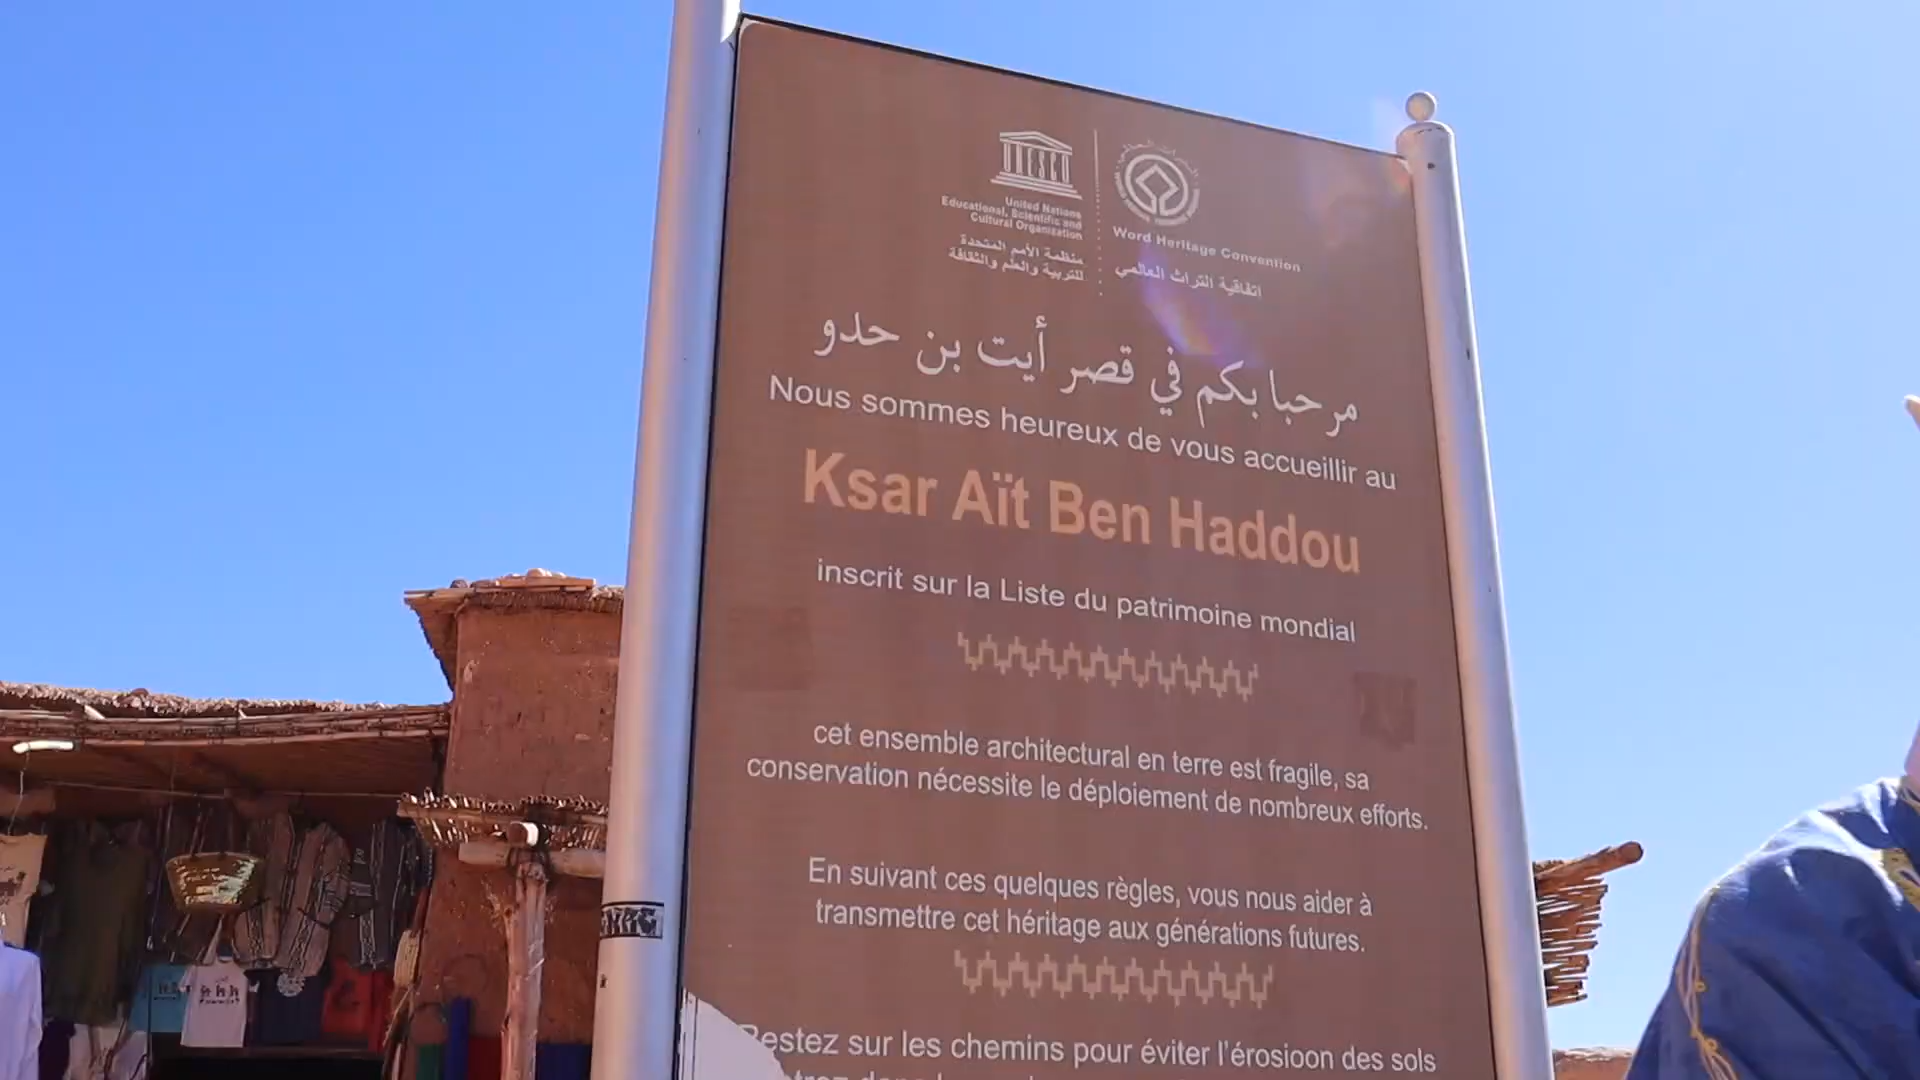 UNESCO
United Nations
Educational, Scientific and
Cultural Organization
منظمة الأمم المتحدة
للتربية والعلم والثقافة
Word Heritage Convention
اتفاقية التراث العالمي
مرحبا بكم في قصر أيت بن حدو
Nous sommes heureux de vous accueillir au
Ksar Aït Ben Haddou
inscrit sur la Liste du patrimoine mondial
cet ensemble architectural en terre est fragile, sa
conservation nécessite le déploiement de nombreux efforts.
En suivant ces quelques règles, vous nous aider à
transmettre cet héritage aux générations futures.
Restez sur les chemins pour éviter l'érosioon des sols